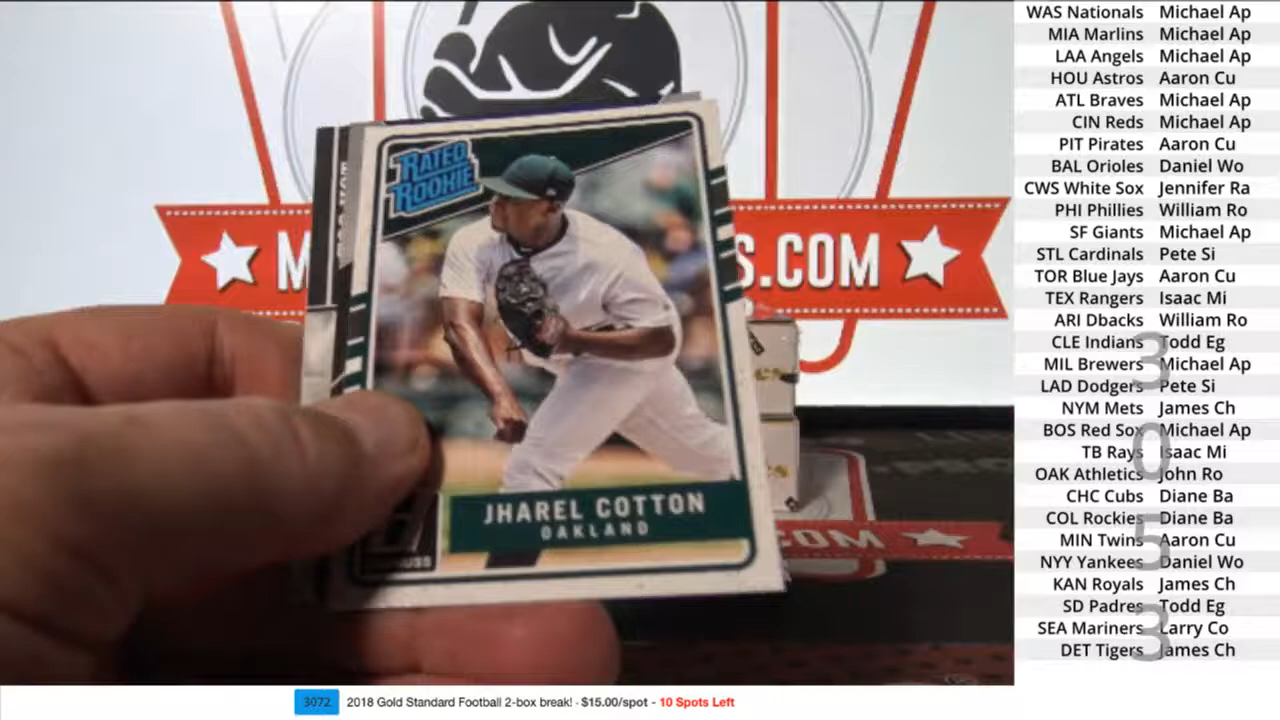 RATED
ROOKIE
M
S.COM
JHAREL COTTON
OAKLAND
COM
WAS Nationals Michael Ap
MIA Marlins Michael Ap
LAA Angels Michael Ap
HOU Astros Aaron Cu
ATL Braves Michael Ap
CIN Reds Michael Ap
PIT Pirates Aaron Cu
BAL Orioles Daniel Wo
CWS White Sox Jennifer Ra
PHI Phillies William Ro
SF Giants Michael Ap
STL Cardinals Pete Si
TOR Blue Jays Aaron Cu
TEX Rangers Isaac Mi
ARI Dbacks William Ro
CLE Indians Todd Eg
MIL Brewers Michael Ap
LAD Dodgers Pete Si
NYM Mets James Ch
BOS Red Sox Michael Ap
TB Rays Isaac Mi
OAK Athletics John Ro
CHC Cubs Diane Ba
COL Rockies Diane Ba
MIN Twins Aaron Cu
NYY Yankees Daniel Wo
KAN Royals James Ch
SD Padres Todd Eg
SEA Mariners Larry Co
DET Tigers James Ch
3
0
5
3
3072 2018 Gold Standard Football 2-box break! - $15.00/spot - 10 Spots Left